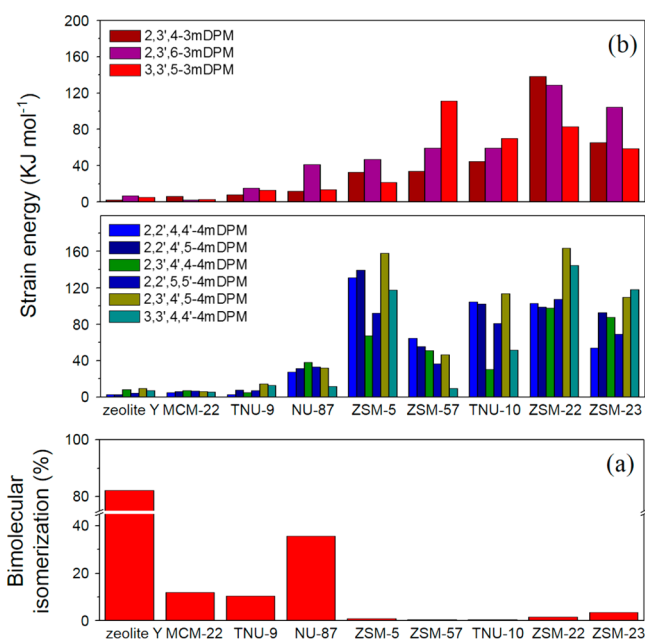 200
(b)
2,3',4-3mDPM
2,3',6-3mDPM
3,3',5-3mDPM
160
120
80
40
0
Strain energy (KJ mol-1)
2,2',4,4'-4mDPM
2,2',4',5-4mDPM
2,3',4',4-4mDPM
2,2',5,5'-4mDPM
2,3',4',5-4mDPM
3,3',4,4'-4mDPM
160
120
80
40
0
zeolite Y MCM-22 TNU-9 NU-87 ZSM-5 ZSM-57 TNU-10 ZSM-22 ZSM-23
(a)
Bimolecular
isomerization (%)
80
40
20
0
zeolite Y MCM-22 TNU-9 NU-87 ZSM-5 ZSM-57 TNU-10 ZSM-22 ZSM-23